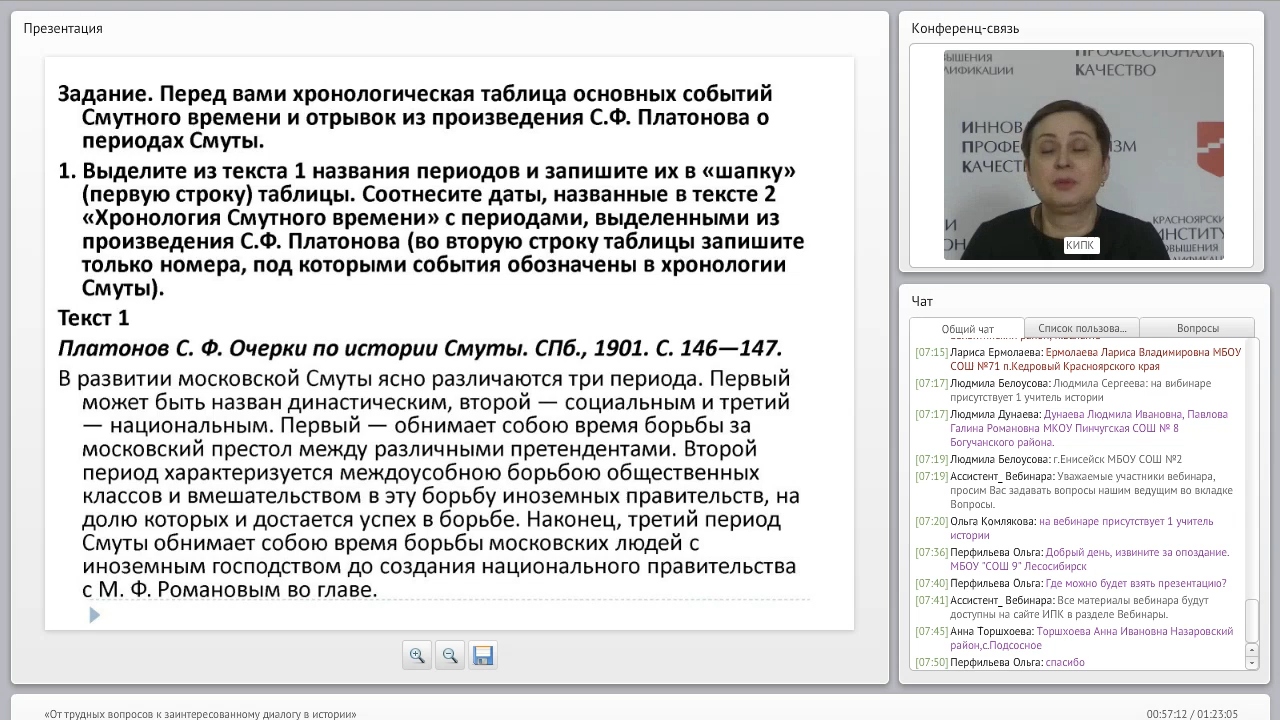 Презентация
Задание. Перед вами хронологическая таблица основных событий
Смутного времени и отрывок из произведения С.Ф. Платонова о
периодах Смуты.
1. Выделите из текста 1 названия периодов и запишите их в «шапку»
(первую строку) таблицы. Соотнесите даты, названные в тексте 2
«Хронология Смутного времени» с периодами, выделенными из
произведения С.Ф. Платонова (во вторую строку таблицы запишите
только номера, под которыми события обозначены в хронологии
Смуты).
Текст 1
Платонов С. Ф. Очерки по истории Смуты. СПб., 1901. С. 146—147.
В развитии московской Смуты ясно различаются три периода. Первый
может быть назван династическим, второй — социальным и третий
— национальным. Первый — обнимает собою время борьбы за
московский престол между различными претендентами. Второй
период характеризуется междоусобною борьбою общественных
классов и вмешательством в эту борьбу иноземных правительств, на
долю которых и достается успех в борьбе. Наконец, третий период
Смуты обнимает собою время борьбы московских людей с
иноземным господством до создания национального правительства
с М. Ф. Романовым во главе.
Конференц-связь
КАЧЕСТВО
КИПК
Чат
Общий чат
Список пользова...
Вопросы
[07:15] Лариса Ермолаева: Ермолаева Лариса Владимировна МБОУ
СОШ №71 п.Кедровый Красноярского края
[07:17] Людмила Белоусова: Людмила Сергеева: на вибинаре
присутствует 1 учитель истории
[07:17] Людмила Дунаева: Дунаева Людмила Ивановна, Павлова
Галина Романовна МКОУ Пинчугская СОШ № 8
Богучанского района.
[07:19] Людмила Белоусова: г.Енисейск МБОУ СОШ №2
[07:19] Ассистент_ Вебинара: Уважаемые участники вебинара,
просим Вас задавать вопросы нашим ведущим во вкладке
Вопросы.
[07:20] Ольга Комлякова: на вебинаре присутствует 1 учитель
истории
[07:36] Перфильева Ольга: Добрый день, извините за опоздание.
МБОУ "СОШ 9" Лесосибирск
[07:40] Перфильева Ольга: Где можно будет взять презентацию?
[07:41] Ассистент_ Вебинара: Все материалы вебинара будут
доступны на сайте ИПК в разделе Вебинары.
[07:45] Анна Торшхоева: Торшхоева Анна Ивановна Назаровский
район,с.Подсосное
[07:50] Перфильева Ольга: спасибо
«От трудных вопросов к заинтересованному диалогу в истории»
00:57:12 / 01:23:05